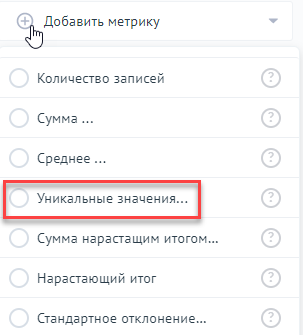 Добавить метрику
Количество записей
Сумма ...
Среднее ...
Уникальные значения...
Сумма нарастащим итогом...
Нарастающий итог
Стандартное отклонение...